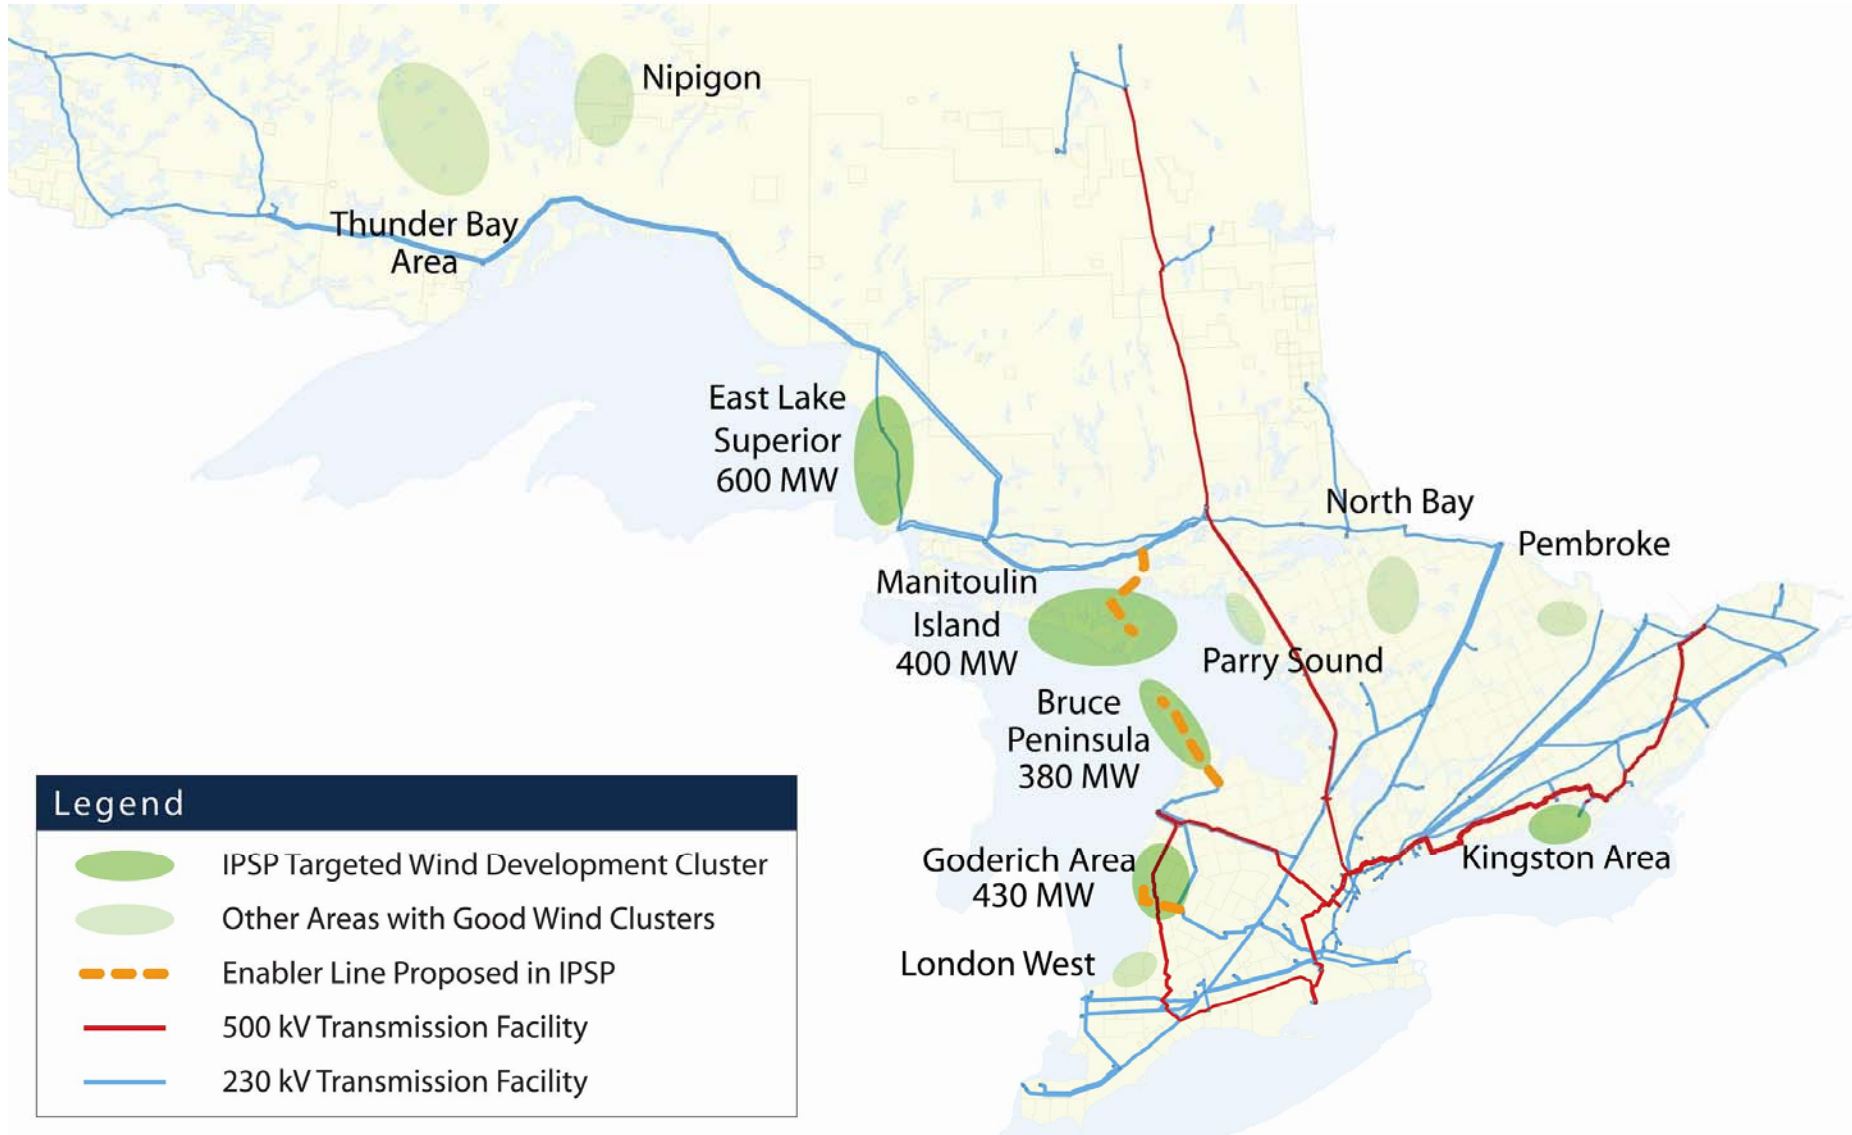 Nipigon
Thunder Bay
Area
East Lake
Superior
600 MW
North Bay
Pembroke
Manitoulin
Island
400 MW
Parry Sound
Bruce
Peninsula
380 MW
Goderich Area
430 MW
Kingston Area
London West
Legend
IPSP Targeted Wind Development Cluster
Other Areas with Good Wind Clusters
Enabler Line Proposed in IPSP
500 kV Transmission Facility
230 kV Transmission Facility